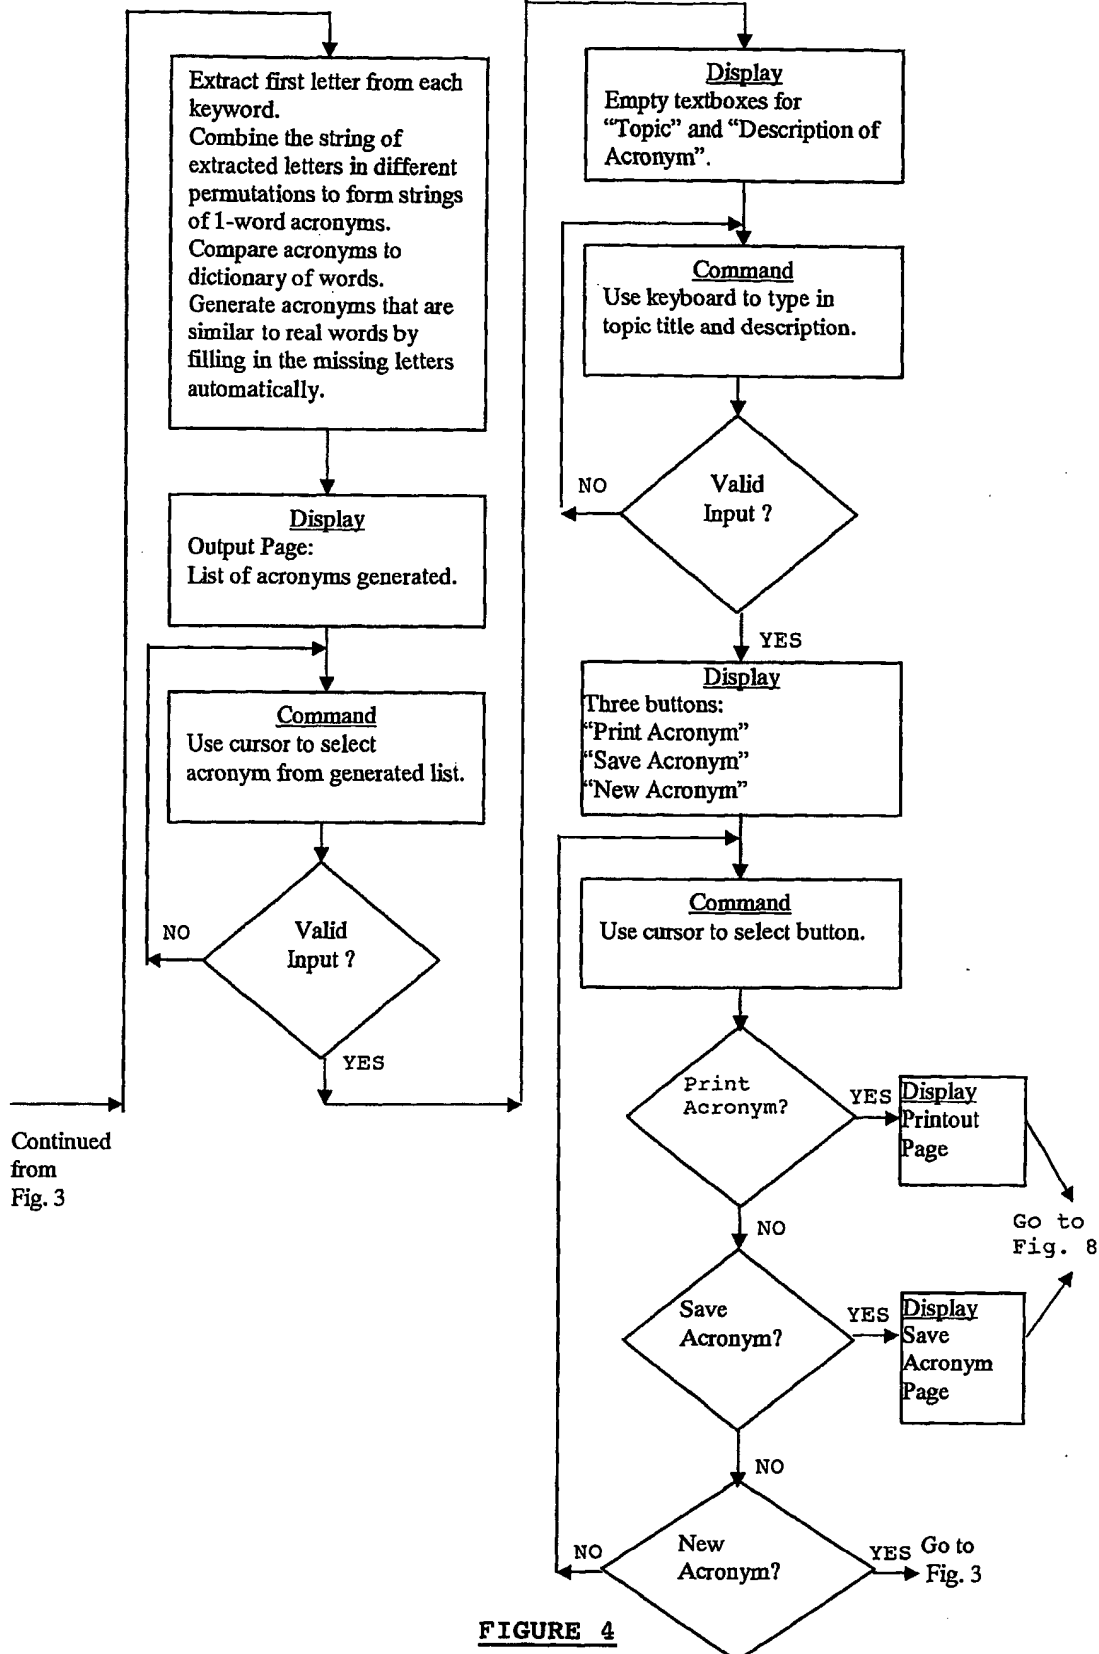 Extract first letter from each
keyword.
Combine the string of
extracted letters in different
permutations to form strings
of 1-word acronyms.
Compare acronyms to
dictionary of words.
Generate acronyms that are
similar to real words by
filling in the missing letters
automatically.
Display
Output Page:
List of acronyms generated.
Command
Use cursor to select
acronym from generated list.
Valid
Input ?
NO
YES
Continued
from
Fig. 3
Display
Empty textboxes for
“Topic” and “Description of
Acronym”.
Command
Use keyboard to type in
topic title and description.
Valid
Input ?
NO
YES
Display
Three buttons:
“Print Acronym”
“Save Acronym”
“New Acronym”
Command
Use cursor to select button.
Print
Acronym?
YES
Display
Printout
Page
NO
Go to
Fig. 8
Save
Acronym?
YES
Display
Save
Acronym
Page
NO
New
Acronym?
NO
YES
Go to
Fig. 3
FIGURE 4